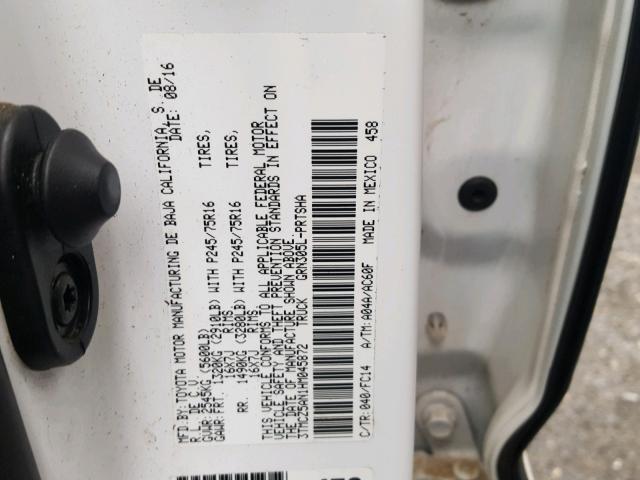 MFD.BY:TOYOTA MOTOR MANUFACTURING DE BAJA CALIFORNIA, S. DE
R.L. DE C.V. DATE: 08/16
GVWR: 2545KG (5600LB)
GAWR: FRT. 1320KG (2910LB) WITH P245/75R16 TIRES,
16X7J RIMS
RR. 1490KG (3280LB) WITH P245/75R16 TIRES,
16X7J RIMS
THIS VEHICLE CONFORMS TO ALL APPLICABLE FEDERAL MOTOR
VEHICLE SAFETY AND THEFT PREVENTION STANDARDS IN EFFECT ON
THE DATE OF MANUFACTURE SHOWN ABOVE.
3TMCZ5AN1HM045872 TRUCK GRN305L-PRTSHA
C/TR:040/FC14 A/TM:A04A/AC60F MADE IN MEXICO 458